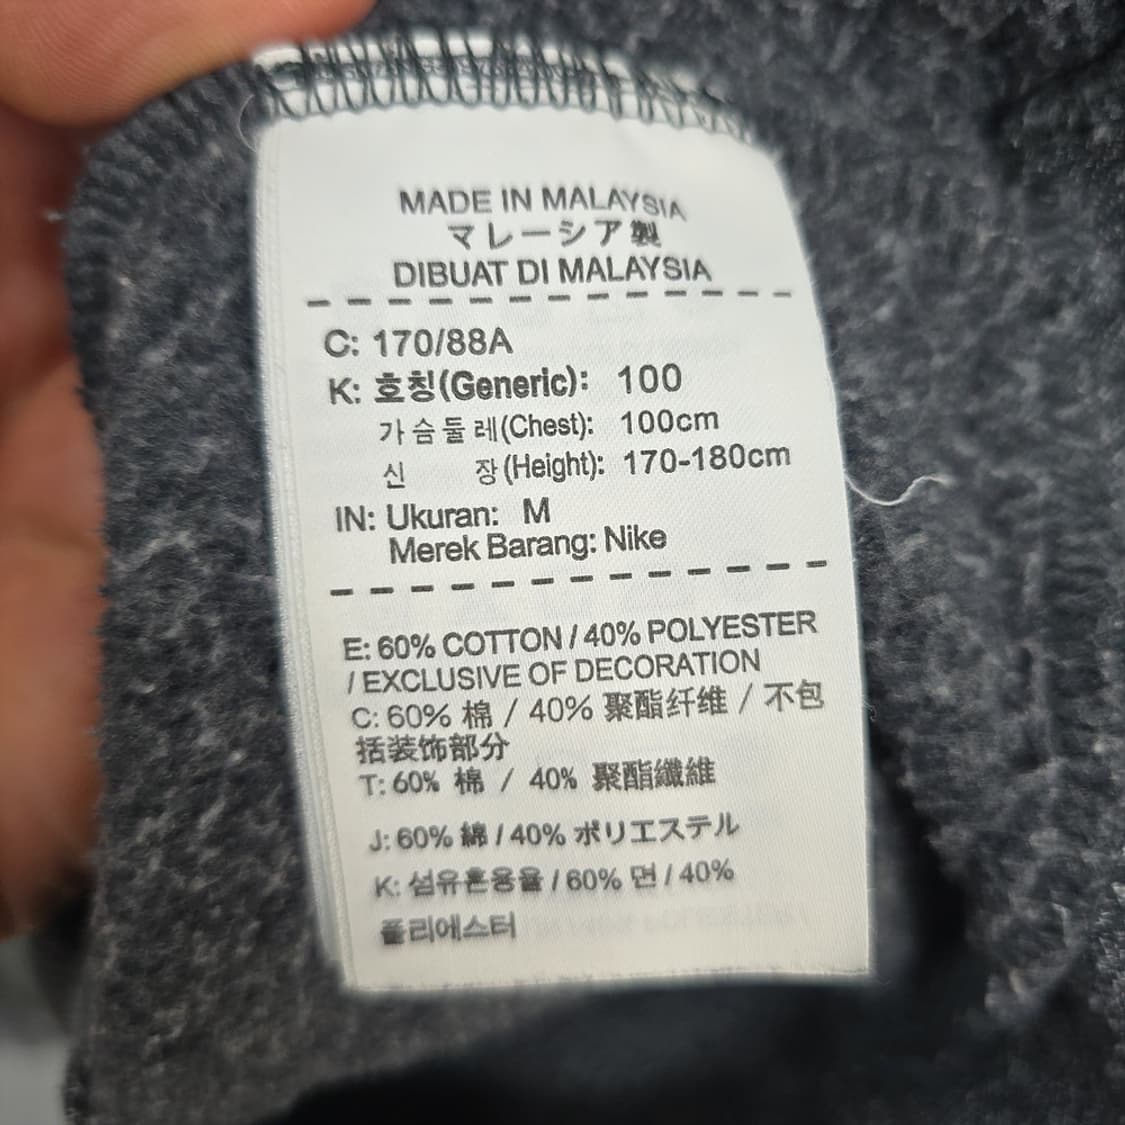 MADE IN MALAYSIA
マレーシア製
DIBUAT DI MALAYSIA
C: 170/88A
K: 호칭(Generic): 100
가슴둘레(Chest): 100cm
신 장(Height): 170-180cm
IN: Ukuran: M
Merek Barang: Nike
E: 60% COTTON / 40% POLYESTER
/ EXCLUSIVE OF DECORATION
C: 60% 棉 / 40% 聚酯纤维 / 不包
括装饰部分
T: 60% 棉 / 40% 聚酯纖維
J: 60% 綿 / 40% ポリエステル
K: 섬유혼용율 / 60% 면 / 40%
폴리에스터